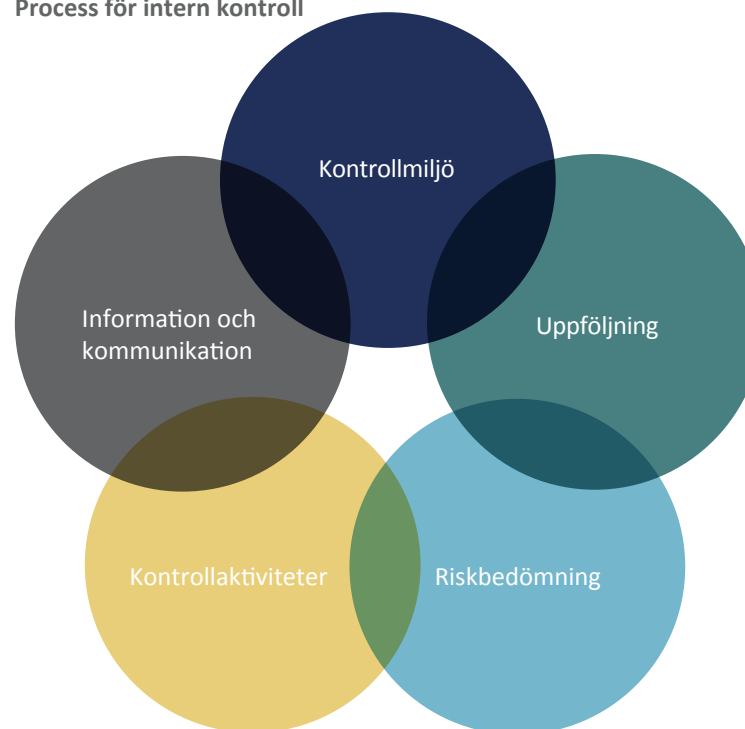 Process för intern kontroll
Kontrollmiljö
Information och
kommunikation
Uppföljning
Kontrollaktiviteter
Riskbedömning